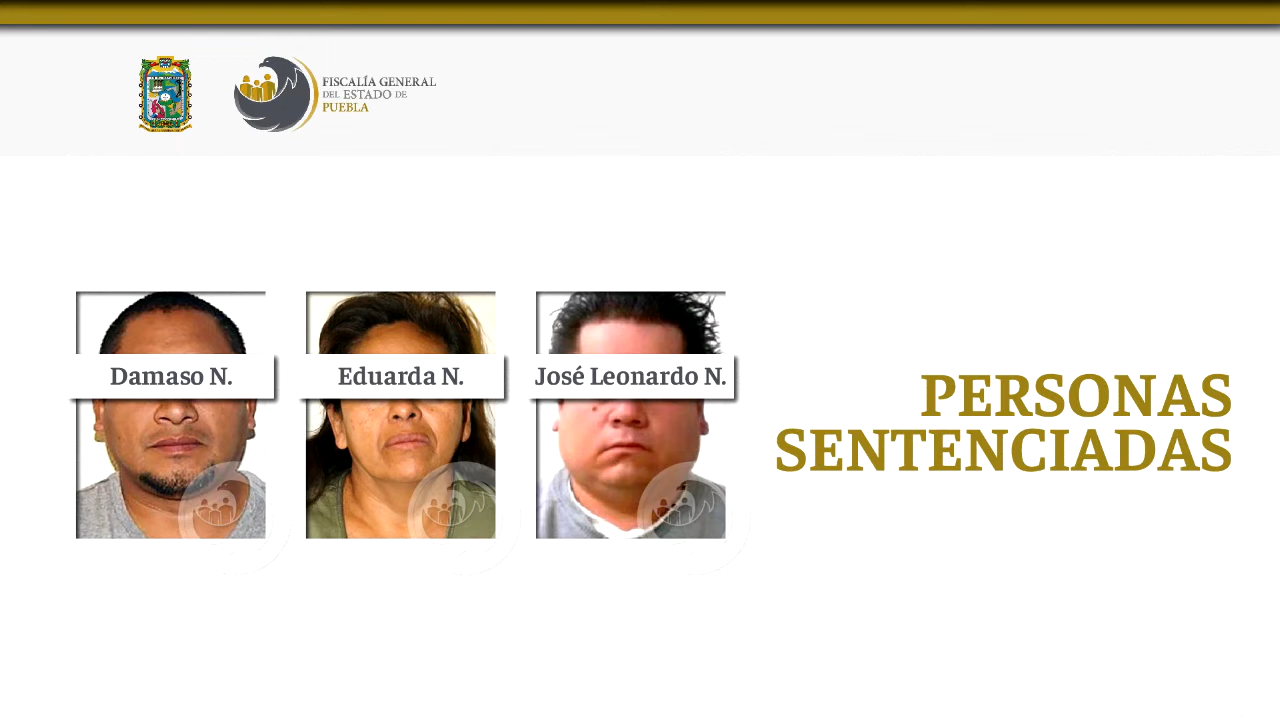 FISCALÍA GENERAL
DEL ESTADO DE
PUEBLA
Damaso N.
Eduarda N.
José Leonardo N.
PERSONAS
SENTENCIADAS